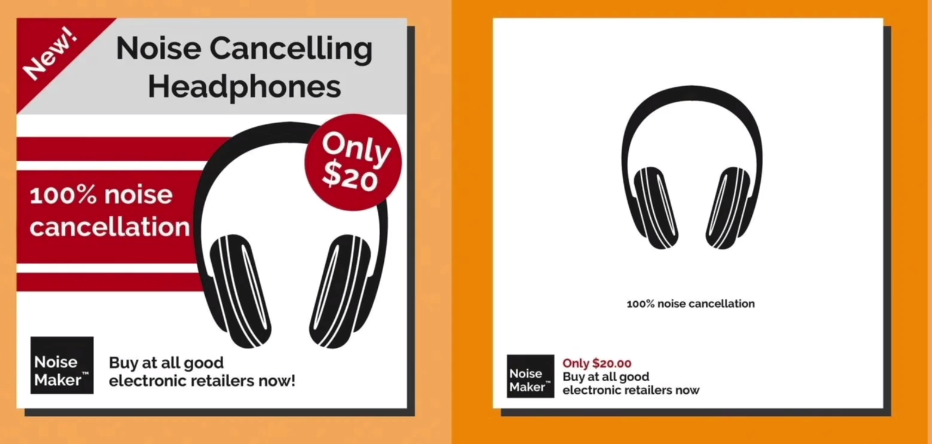 New!
Noise Cancelling
Headphones
Only
$20
100% noise
cancellation
Noise
Maker™
Buy at all good
electronic retailers now!
100% noise cancellation
Noise
Maker™
Only $20.00
Buy at all good
electronic retailers now